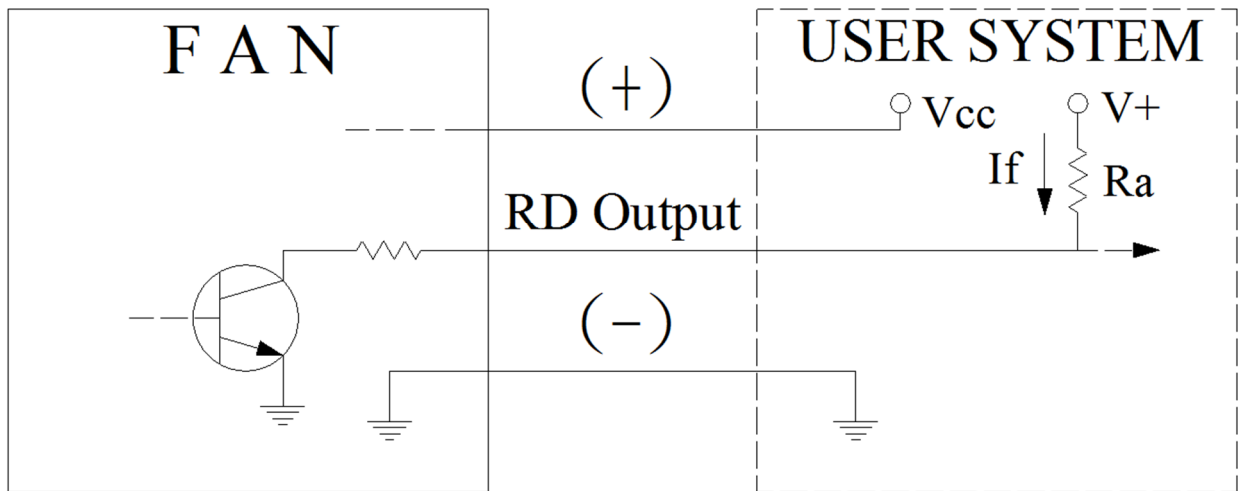 F A N
USER SYSTEM
(+)
Vcc
V+
If
Ra
RD Output
(-)